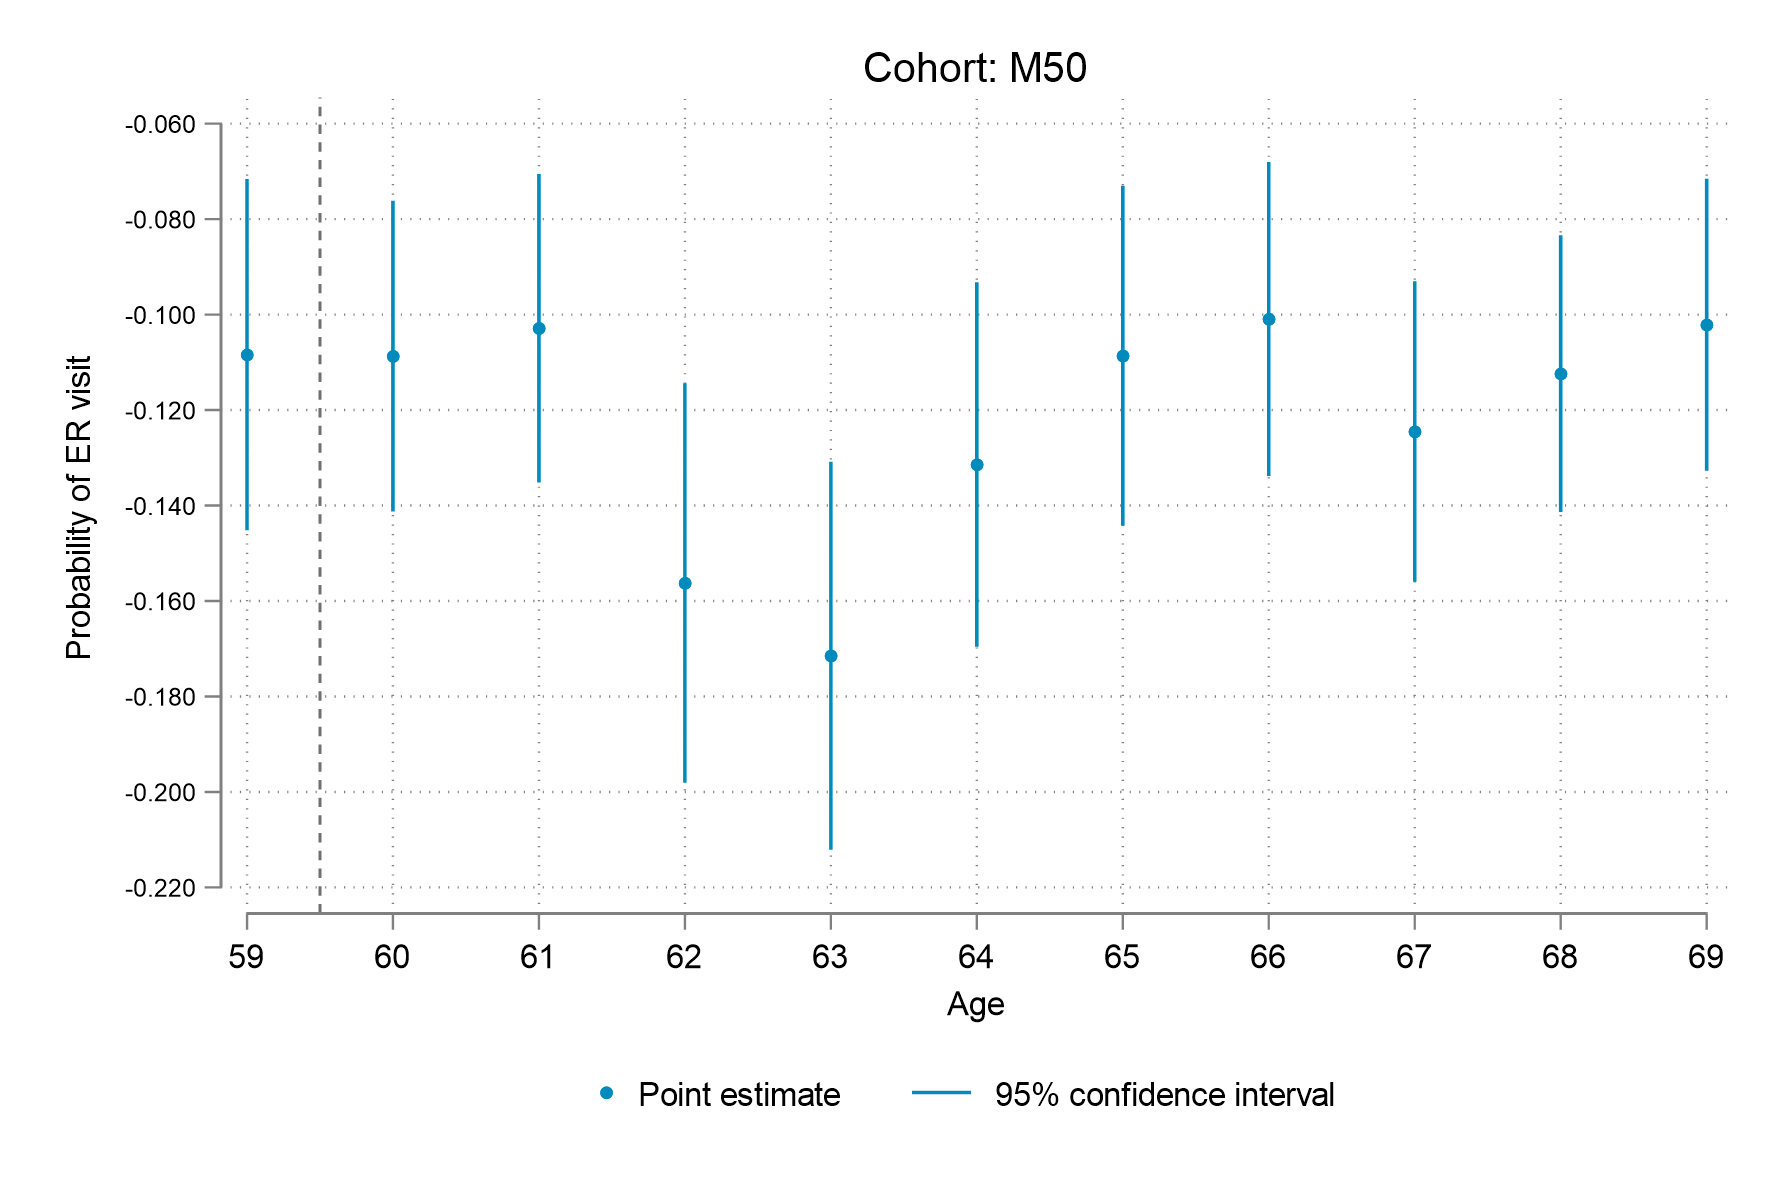 Cohort: M50
-0.060
-0.080
-0.100
-0.120
-0.140
-0.160
-0.180
-0.200
-0.220
Probability of ER visit
59 60 61 62 63 64 65 66 67 68 69
Age
Point estimate 95% confidence interval